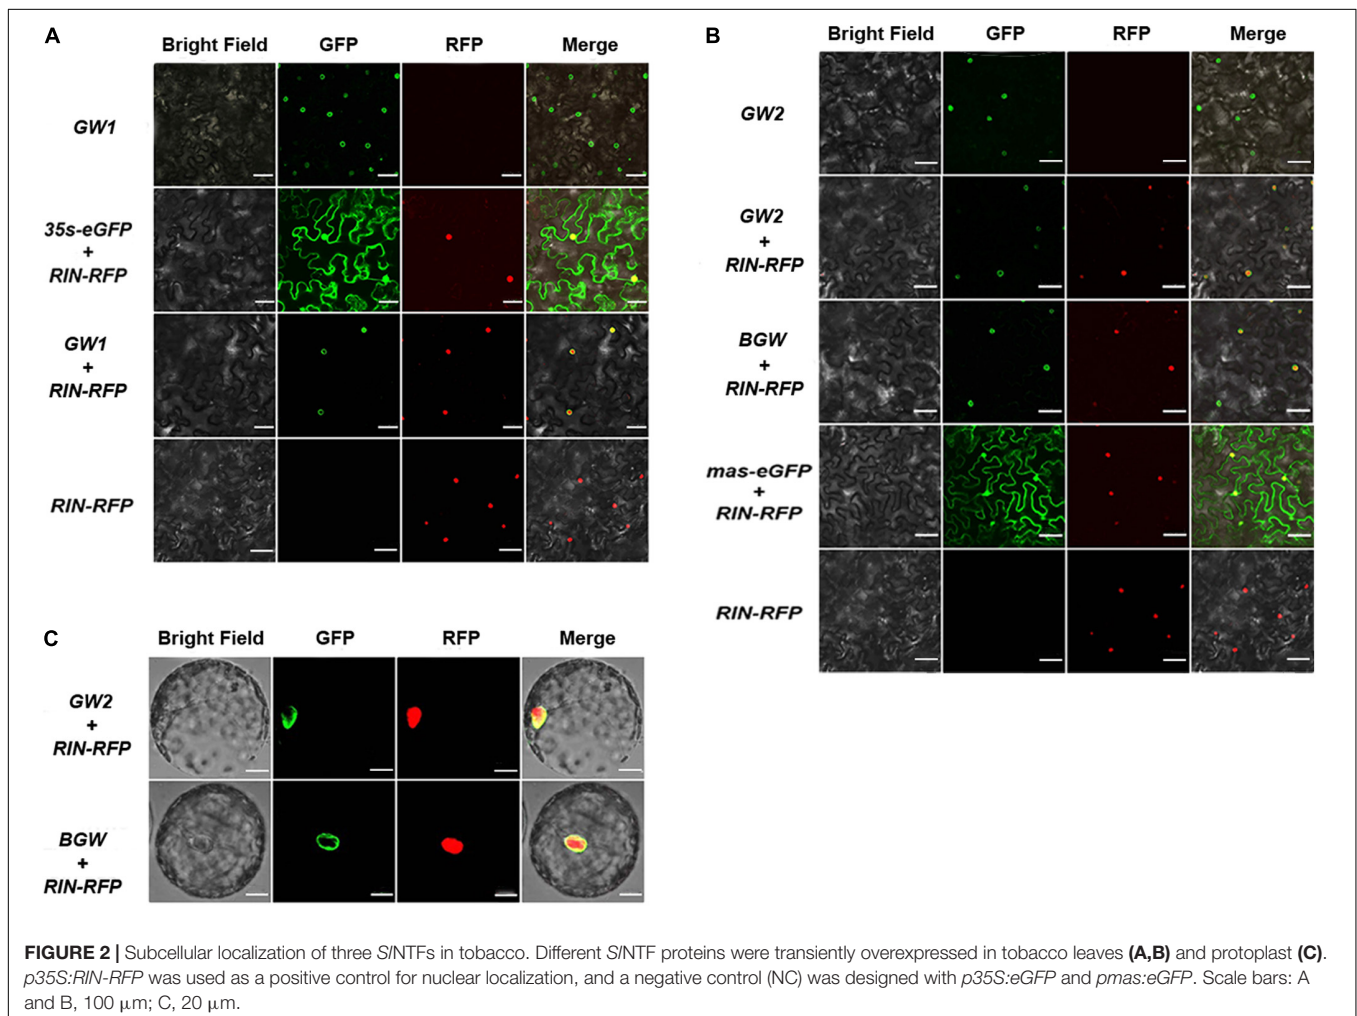 A
Bright Field GFP RFP Merge
GW1
35s-eGFP
+
RIN-RFP
GW1
+
RIN-RFP
RIN-RFP
B
Bright Field GFP RFP Merge
GW2
GW2
+
RIN-RFP
BGW
+
RIN-RFP
mas-eGFP
+
RIN-RFP
RIN-RFP
C
Bright Field GFP RFP Merge
GW2
+
RIN-RFP
BGW
+
RIN-RFP
FIGURE 2 | Subcellular localization of three SlNTFs in tobacco. Different SlNTF proteins were transiently overexpressed in tobacco leaves (A,B) and protoplast (C).
p35S:RIN-RFP was used as a positive control for nuclear localization, and a negative control (NC) was designed with p35S:eGFP and pmas:eGFP. Scale bars: A
and B, 100 μm; C, 20 μm.